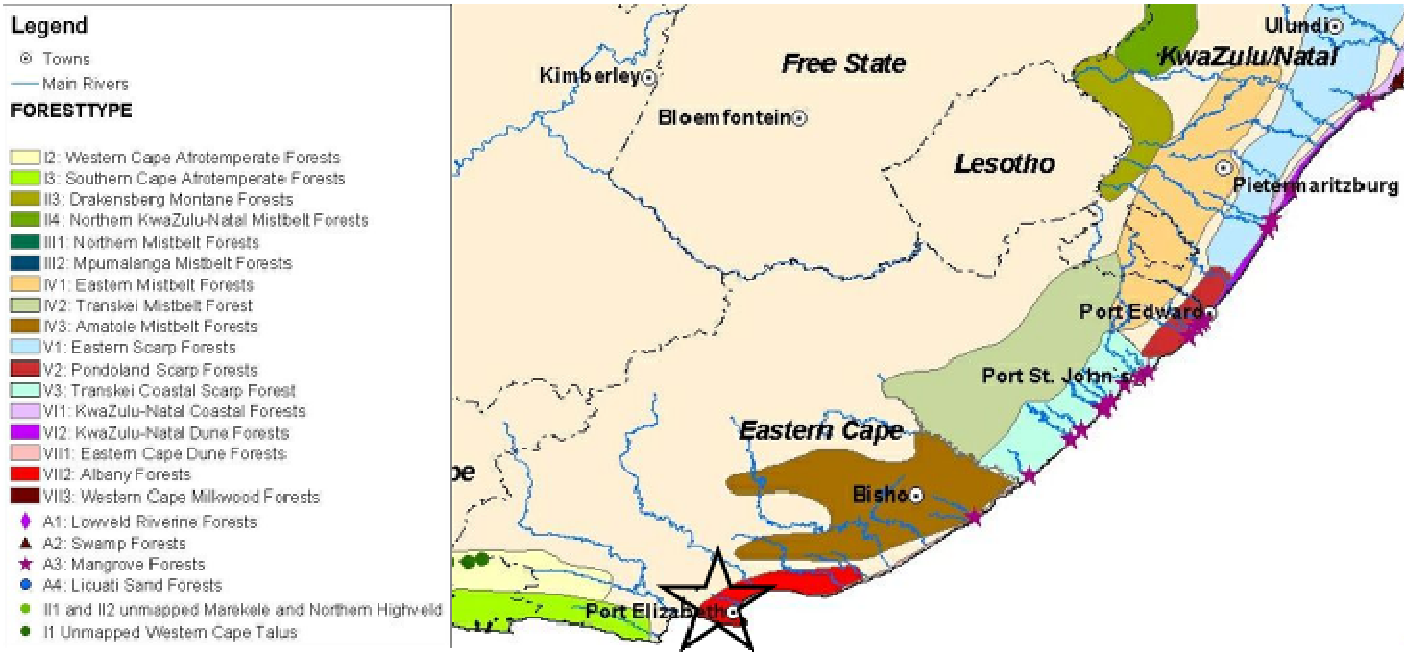 Legend
Towns
Main Rivers
FORESTTYPE
I2: Western Cape Afrotemperate Forests
I3: Southern Cape Afrotemperate Forests
II3: Drakensberg Montane Forests
II4: Northern KwaZulu-Natal Mistbelt Forests
III1: Northern Mistbelt Forests
III2: Mpumalanga Mistbelt Forests
IV1: Eastern Mistbelt Forests
IV2: Transkei Mistbelt Forest
IV3: Amatole Mistbelt Forests
V1: Eastern Scarp Forests
V2: Pondoland Scarp Forests
V3: Transkei Coastal Scarp Forest
VI1: KwaZulu-Natal Coastal Forests
VI2: KwaZulu-Natal Dune Forests
VII1: Eastern Cape Dune Forests
VII2: Albany Forests
VII3: Western Cape Milkwood Forests
A1: Lowveld Riverine Forests
A2: Swamp Forests
A3: Mangrove Forests
A4: Licuati Sand Forests
II1 and II2 unmapped Marekele and Northern Highveld
I1 Unmapped Western Cape Talus
Ulundi
KwaZulu/Natal
Free State
Kimberley
Bloemfontein
Lesotho
Pietermaritzburg
Port Edward
Port St. John's
Eastern Cape
pe
Bisho
Port Elizabeth